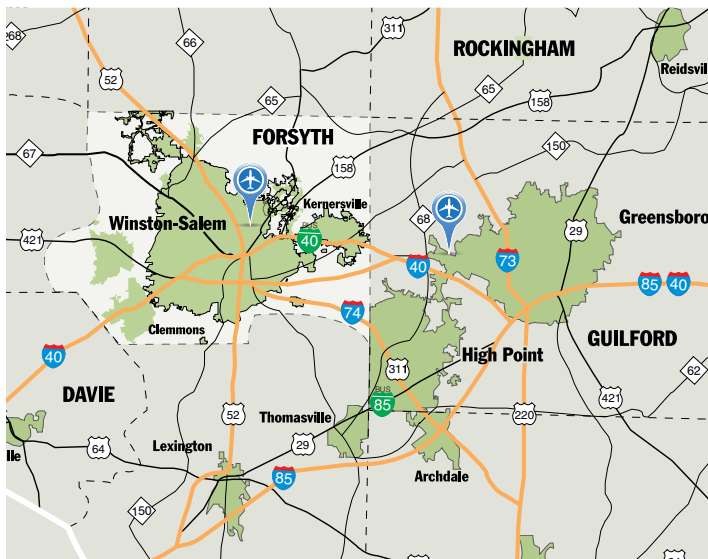 311
68
66
ROCKINGHAM
52
Reidsvil
65
65
158
FORSYTH
150
67
158
Kernersville
68
Winston-Salem
29
Greensboro
421
BUS
40
73
40
85
40
74
Clemmons
GUILFORD
40
High Point
311
62
DAVIE
BUS
85
421
52
Thomasville
220
lle
64
Lexington
29
85
Archdale
150